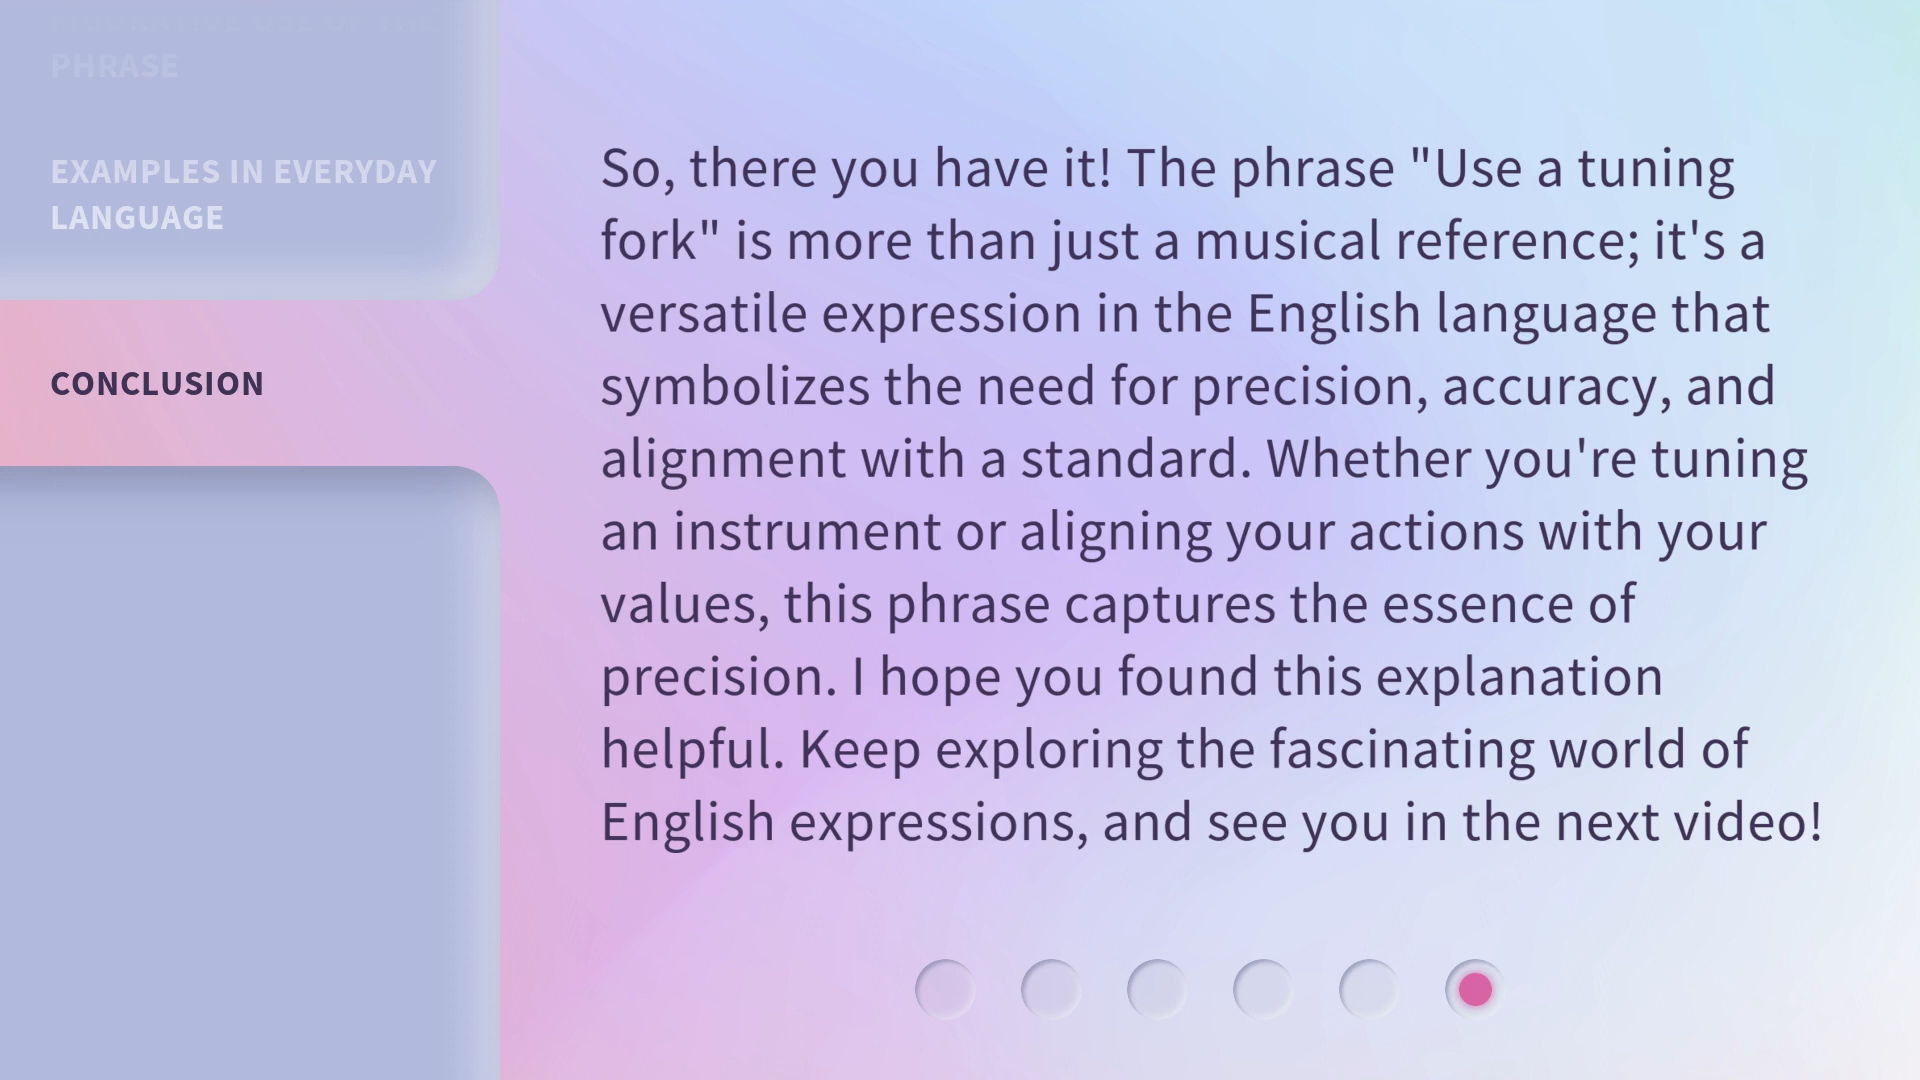 PHRASE
EXAMPLES IN EVERYDAY
LANGUAGE
CONCLUSION
So, there you have it! The phrase "Use a tuning
fork" is more than just a musical reference; it's a
versatile expression in the English language that
symbolizes the need for precision, accuracy, and
alignment with a standard. Whether you're tuning
an instrument or aligning your actions with your
values, this phrase captures the essence of
precision. I hope you found this explanation
helpful. Keep exploring the fascinating world of
English expressions, and see you in the next video!